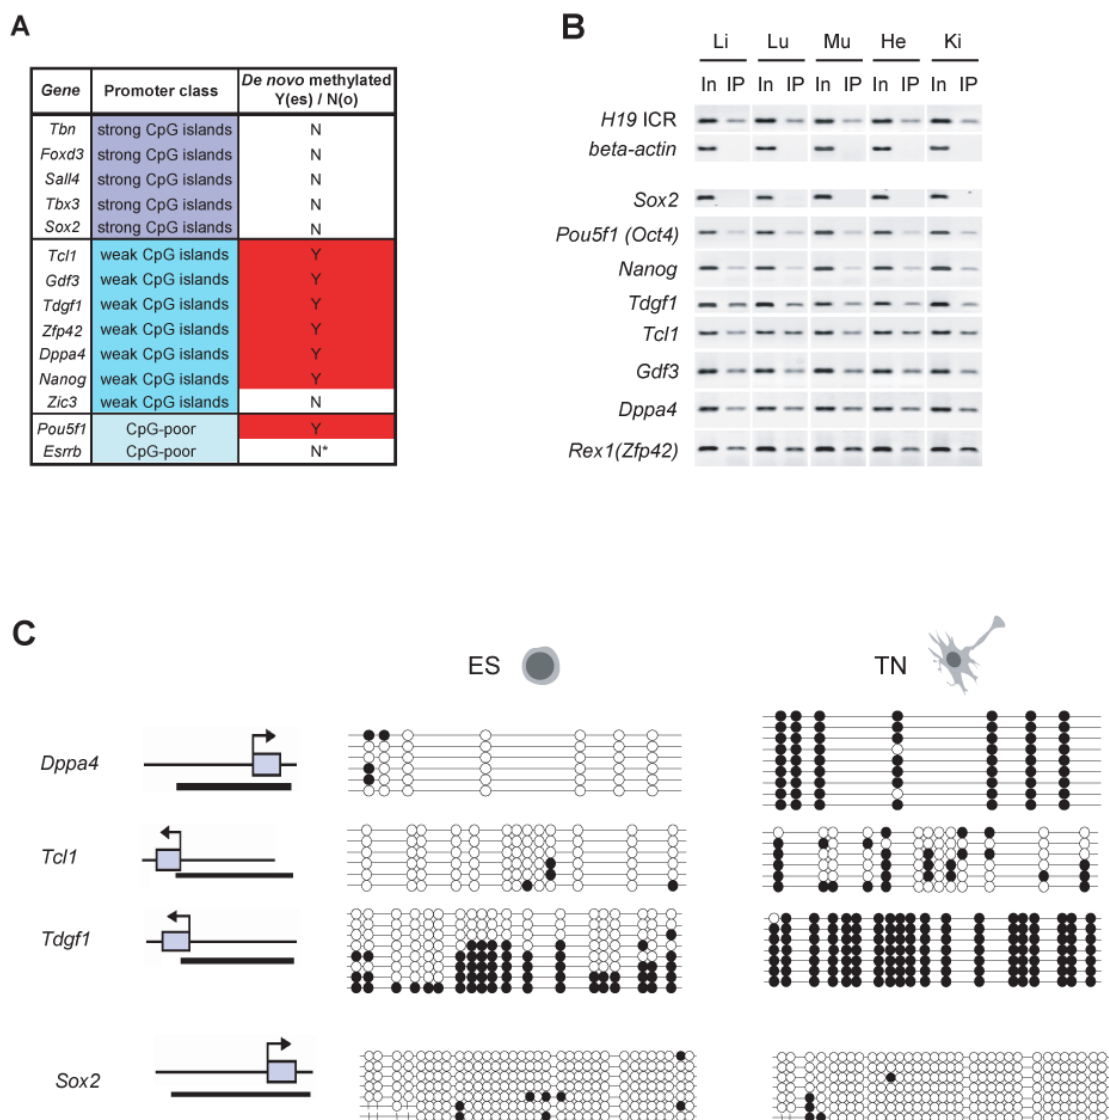 A
Gene Promoter class De novo methylated Y(es) / N(o)
Tbn strong CpG islands N
Foxd3 strong CpG islands N
Sall4 strong CpG islands N
Tbx3 strong CpG islands N
Sox2 strong CpG islands N
Tcl1 weak CpG islands Y
Gdf3 weak CpG islands Y
Tdgf1 weak CpG islands Y
Zfp42 weak CpG islands Y
Dppa4 weak CpG islands Y
Nanog weak CpG islands Y
Zic3 weak CpG islands N
Pou5f1 CpG-poor Y
Esrrb CpG-poor N*
B
Li Lu Mu He Ki
In IP In IP In IP In IP In IP
H19 ICR
beta-actin
Sox2
Pou5f1 (Oct4)
Nanog
Tdgf1
Tcl1
Gdf3
Dppa4
Rex1(Zfp42)
C
ES TN
Dppa4
Tcl1
Tdgf1
Sox2